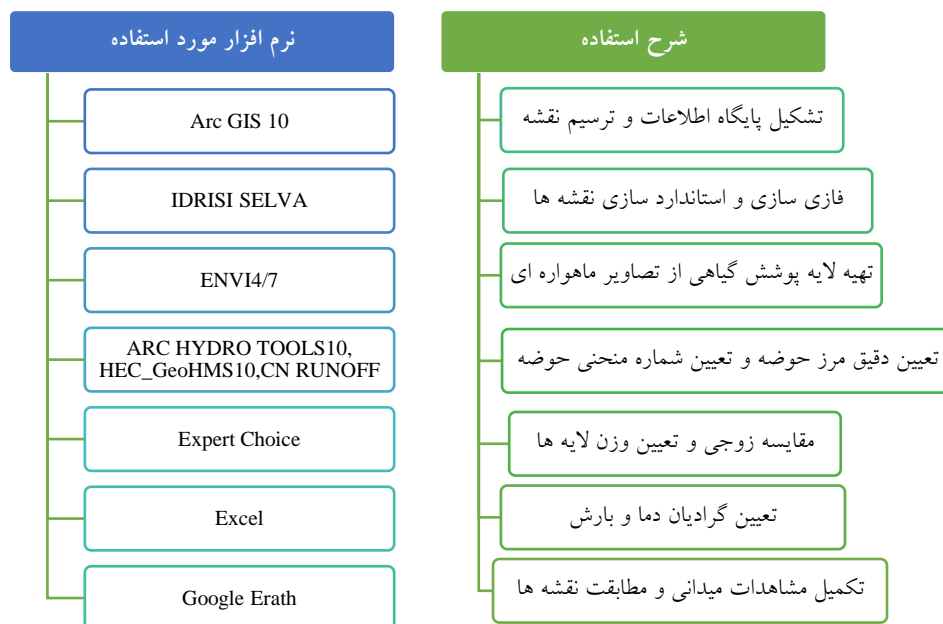 نرم افزار مورد استفاده
Arc GIS 10
IDRISI SELVA
ENVI4/7
ARC HYDRO TOOLS10,
HEC_GeoHMS10,CN RUNOFF
Expert Choice
Excel
Google Erath
شرح استفاده
تشکیل پایگاه اطلاعات و ترسیم نقشه
فازی سازی و استاندارد سازی نقشه ها
تهیه لایه پوشش گیاهی از تصاویر ماهواره ای
تعیین دقیق مرز حوضه و تعیین شماره منحنی حوضه
مقایسه زوجی و تعیین وزن لایه ها
تعیین گرادیان دما و بارش
تکمیل مشاهدات میدانی و مطابقت نقشه ها